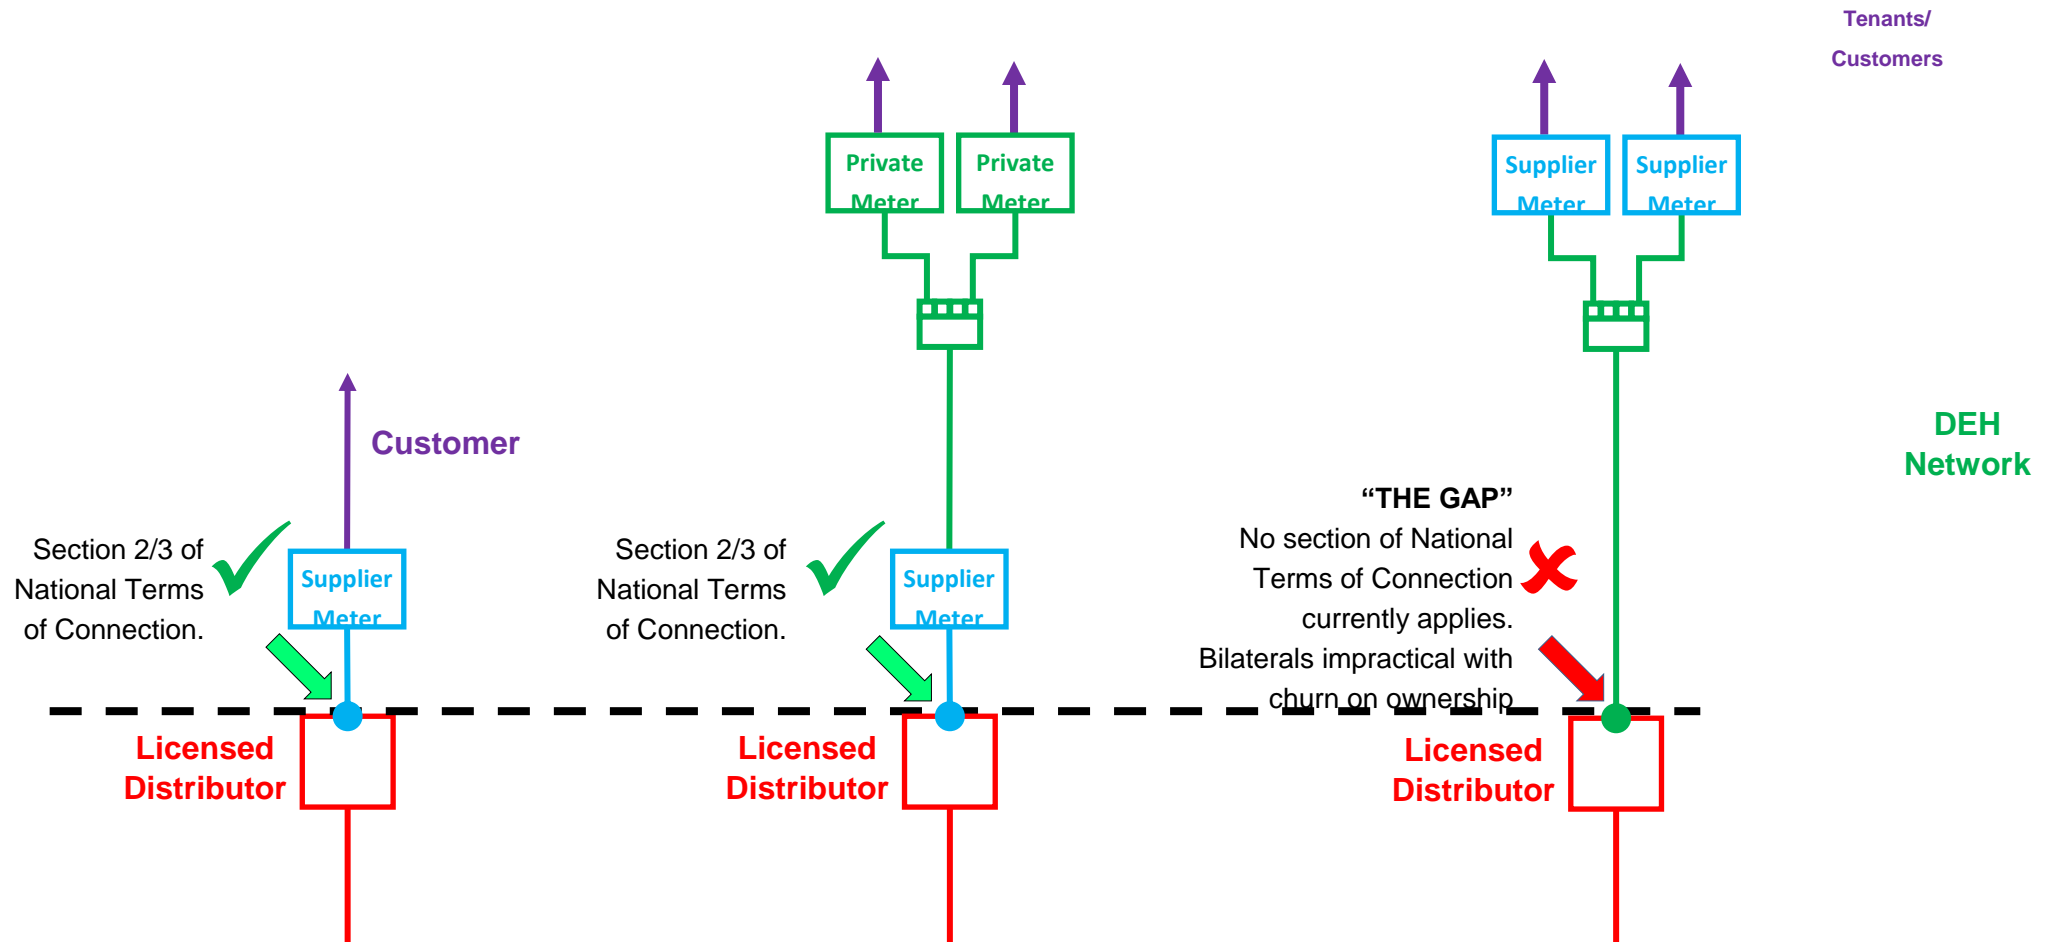 Tenants/
Customers
Private
Meter
Private
Meter
Supplier
Meter
Supplier
Meter
Customer
DEH
Network
Section 2/3 of
National Terms
of Connection.
Supplier
Meter
Section 2/3 of
National Terms
of Connection.
Supplier
Meter
“THE GAP”
No section of National
Terms of Connection
currently applies.
Bilaterals impractical with
churn on ownership
Licensed
Distributor
Licensed
Distributor
Licensed
Distributor